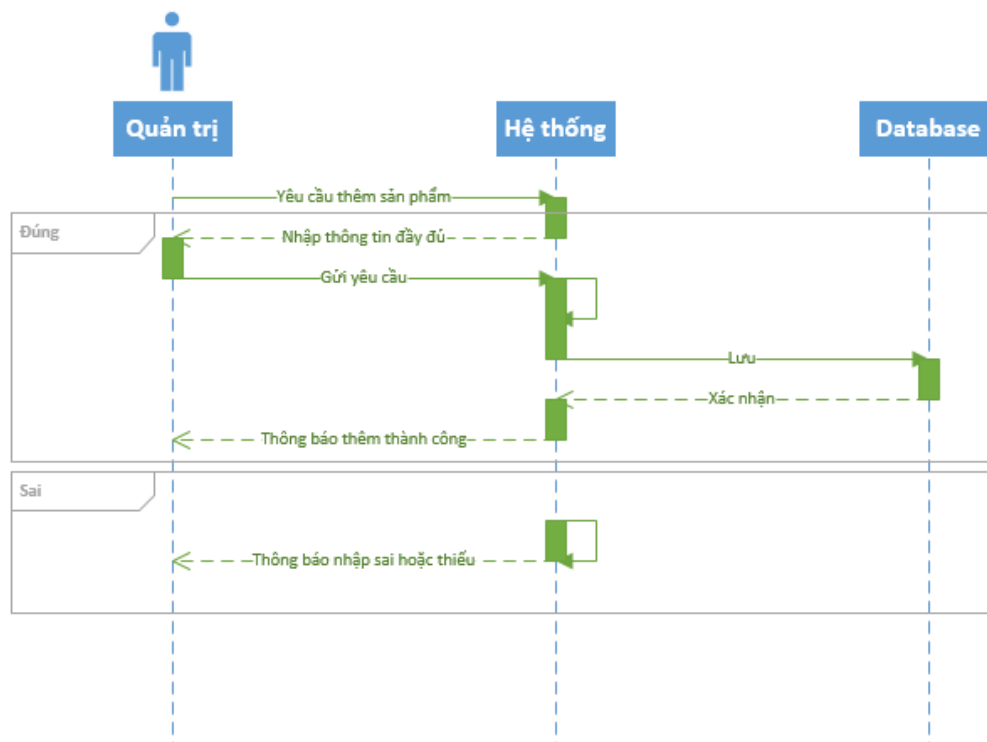 Quản trị
Hệ thống
Database
Yêu cầu thêm sản phẩm
Đúng
Nhập thông tin đầy đủ
Gửi yêu cầu
Lưu
Xác nhận
Thông báo thêm thành công
Sai
Thông báo nhập sai hoặc thiếu